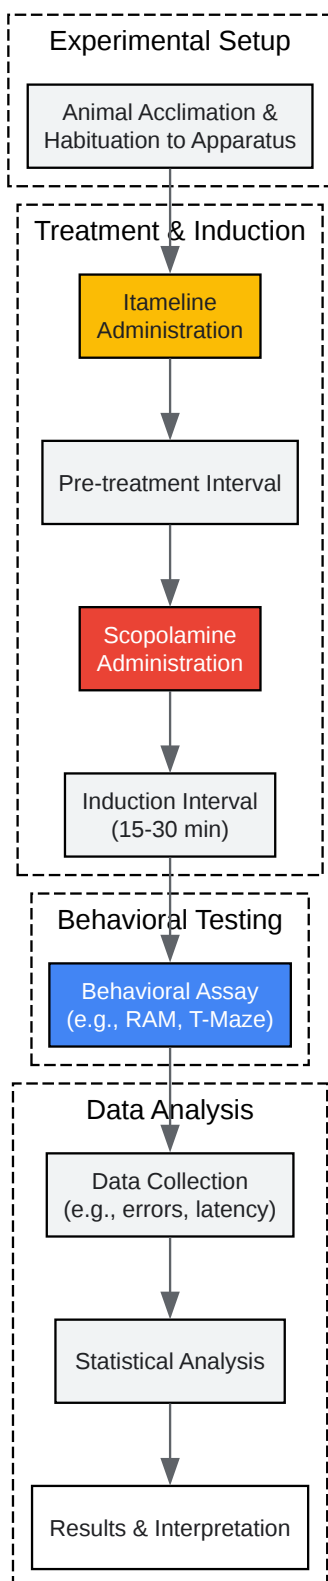 Experimental Setup
Animal Acclimation &
Habituation to Apparatus
Treatment & Induction
Itameline
Administration
Pre-treatment Interval
Scopolamine
Administration
Induction Interval
(15-30 min)
Behavioral Testing
Behavioral Assay
(e.g., RAM, T-Maze)
Data Analysis
Data Collection
(e.g., errors, latency)
Statistical Analysis
Results & Interpretation